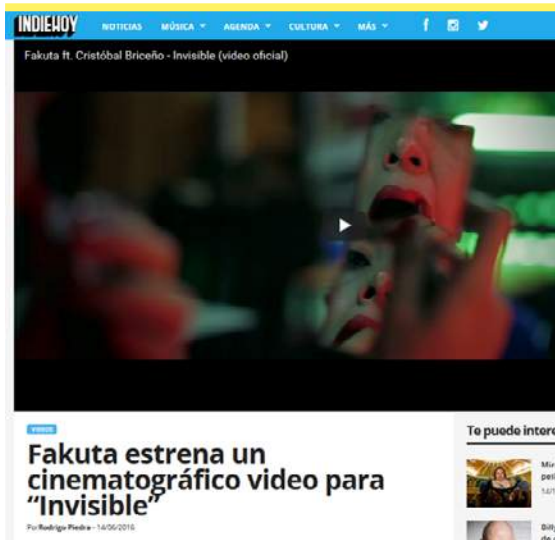 INDIEHOY NOTICIAS MÚSICA AGENDA CULTURA MÁS
Fakuta ft. Cristóbal Briceño - Invisible (video oficial)
VIDEOS
Fakuta estrena un
cinematográfico video para
“Invisible”
Por Rodrigo Piedra - 14/06/2016
Te puede intere